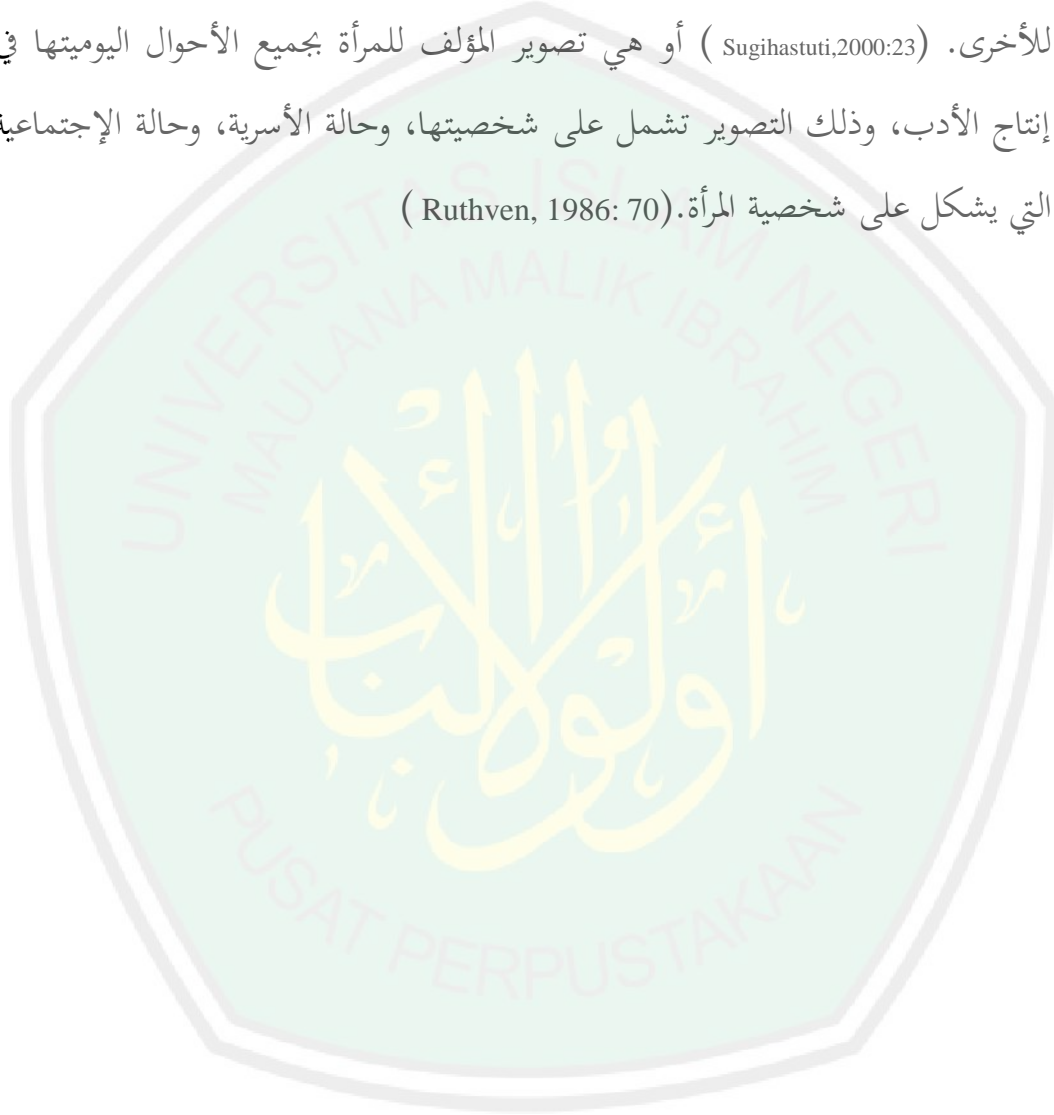 للأخرى. (Sugihastuti,2000:23 ) أو هي تصوير المؤلف للمرأة بجميع الأحوال اليوميتها في
إنتاج الأدب، وذلك التصوير تشمل على شخصيتها، وحالة الأسرية، وحالة الإجتماعية
التي يشكل على شخصية المرأة.(Ruthven, 1986: 70 )
UNIVERSITAS ISLAM NEGERI
MAULANA MALIK IBRAHIM
أولوا الألباب
PUSAT PERPUSTAKAAN